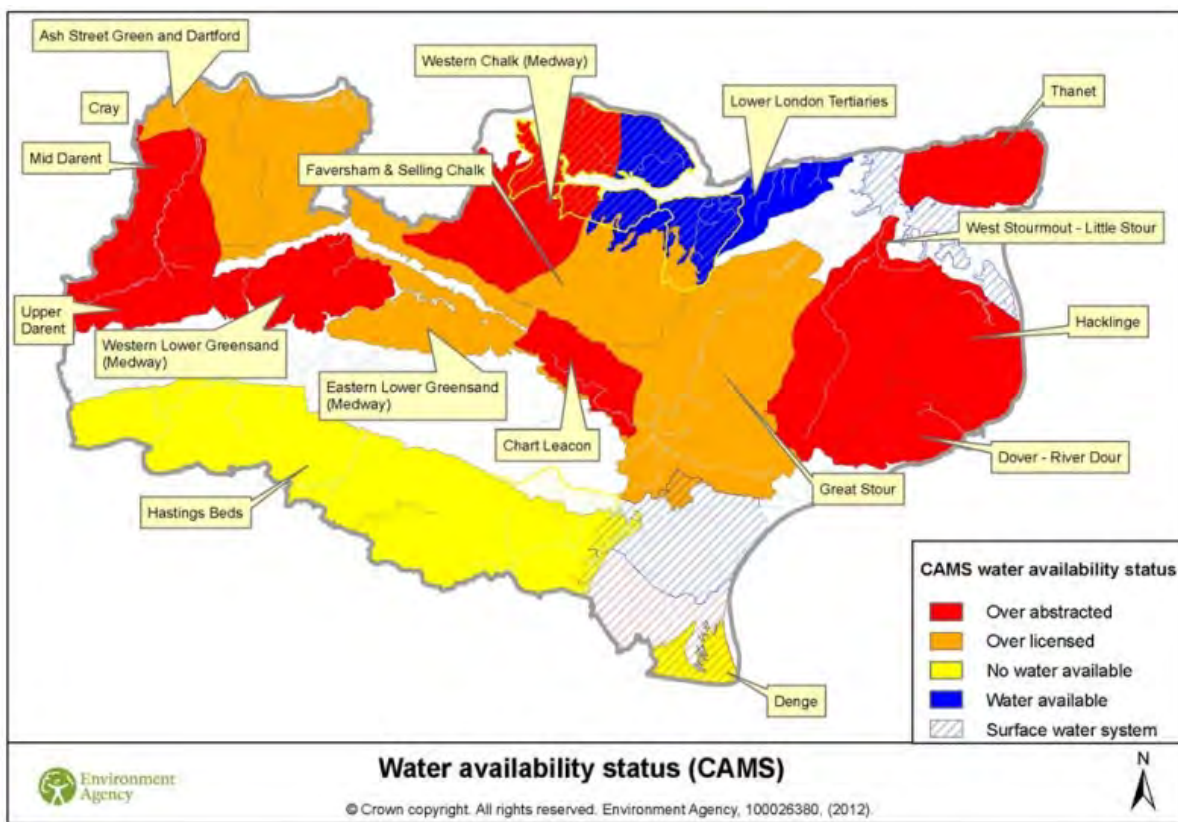 Ash Street Green and Dartford
Western Chalk (Medway)
Thanet
Cray
Lower London Tertiaries
Mid Darent
Faversham & Selling Chalk
West Stourmout - Little Stour
Upper
Darent
Hacklinge
Western Lower Greensand
(Medway)
Eastern Lower Greensand
(Medway)
Chart Leacon
Dover - River Dour
Great Stour
Hastings Beds
Denge
CAMS water availability status
Over abstracted
Over licensed
No water available
Water available
Surface water system
Environment
Agency
Water availability status (CAMS)
N
© Crown copyright. All rights reserved. Environment Agency, 100026380, (2012).